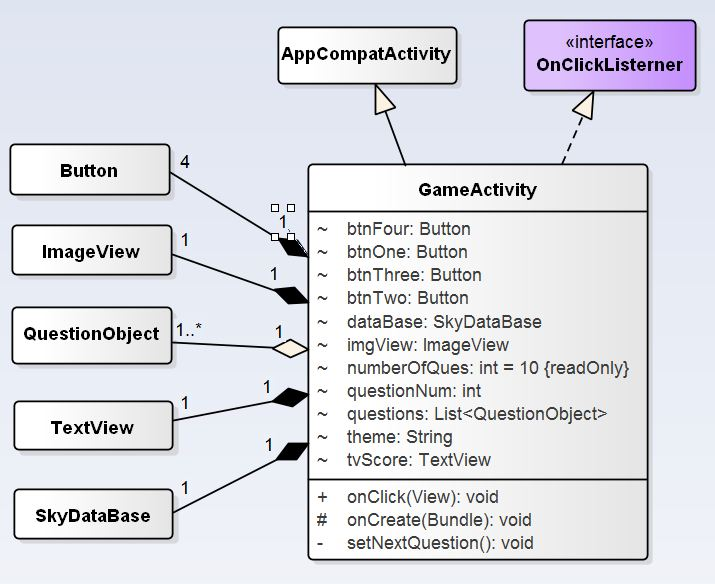 AppCompatActivity
«interface»
OnClickListerner
Button
4
1
ImageView
1
1
QuestionObject
1..*
1
TextView
1
1
SkyDataBase
1
1
GameActivity
~ btnFour: Button
~ btnOne: Button
~ btnThree: Button
~ btnTwo: Button
~ dataBase: SkyDataBase
~ imgView: ImageView
~ numberOfQues: int = 10 {readOnly}
~ questionNum: int
~ questions: List<QuestionObject>
~ theme: String
~ tvScore: TextView
+ onClick(View): void
# onCreate(Bundle): void
- setNextQuestion(): void